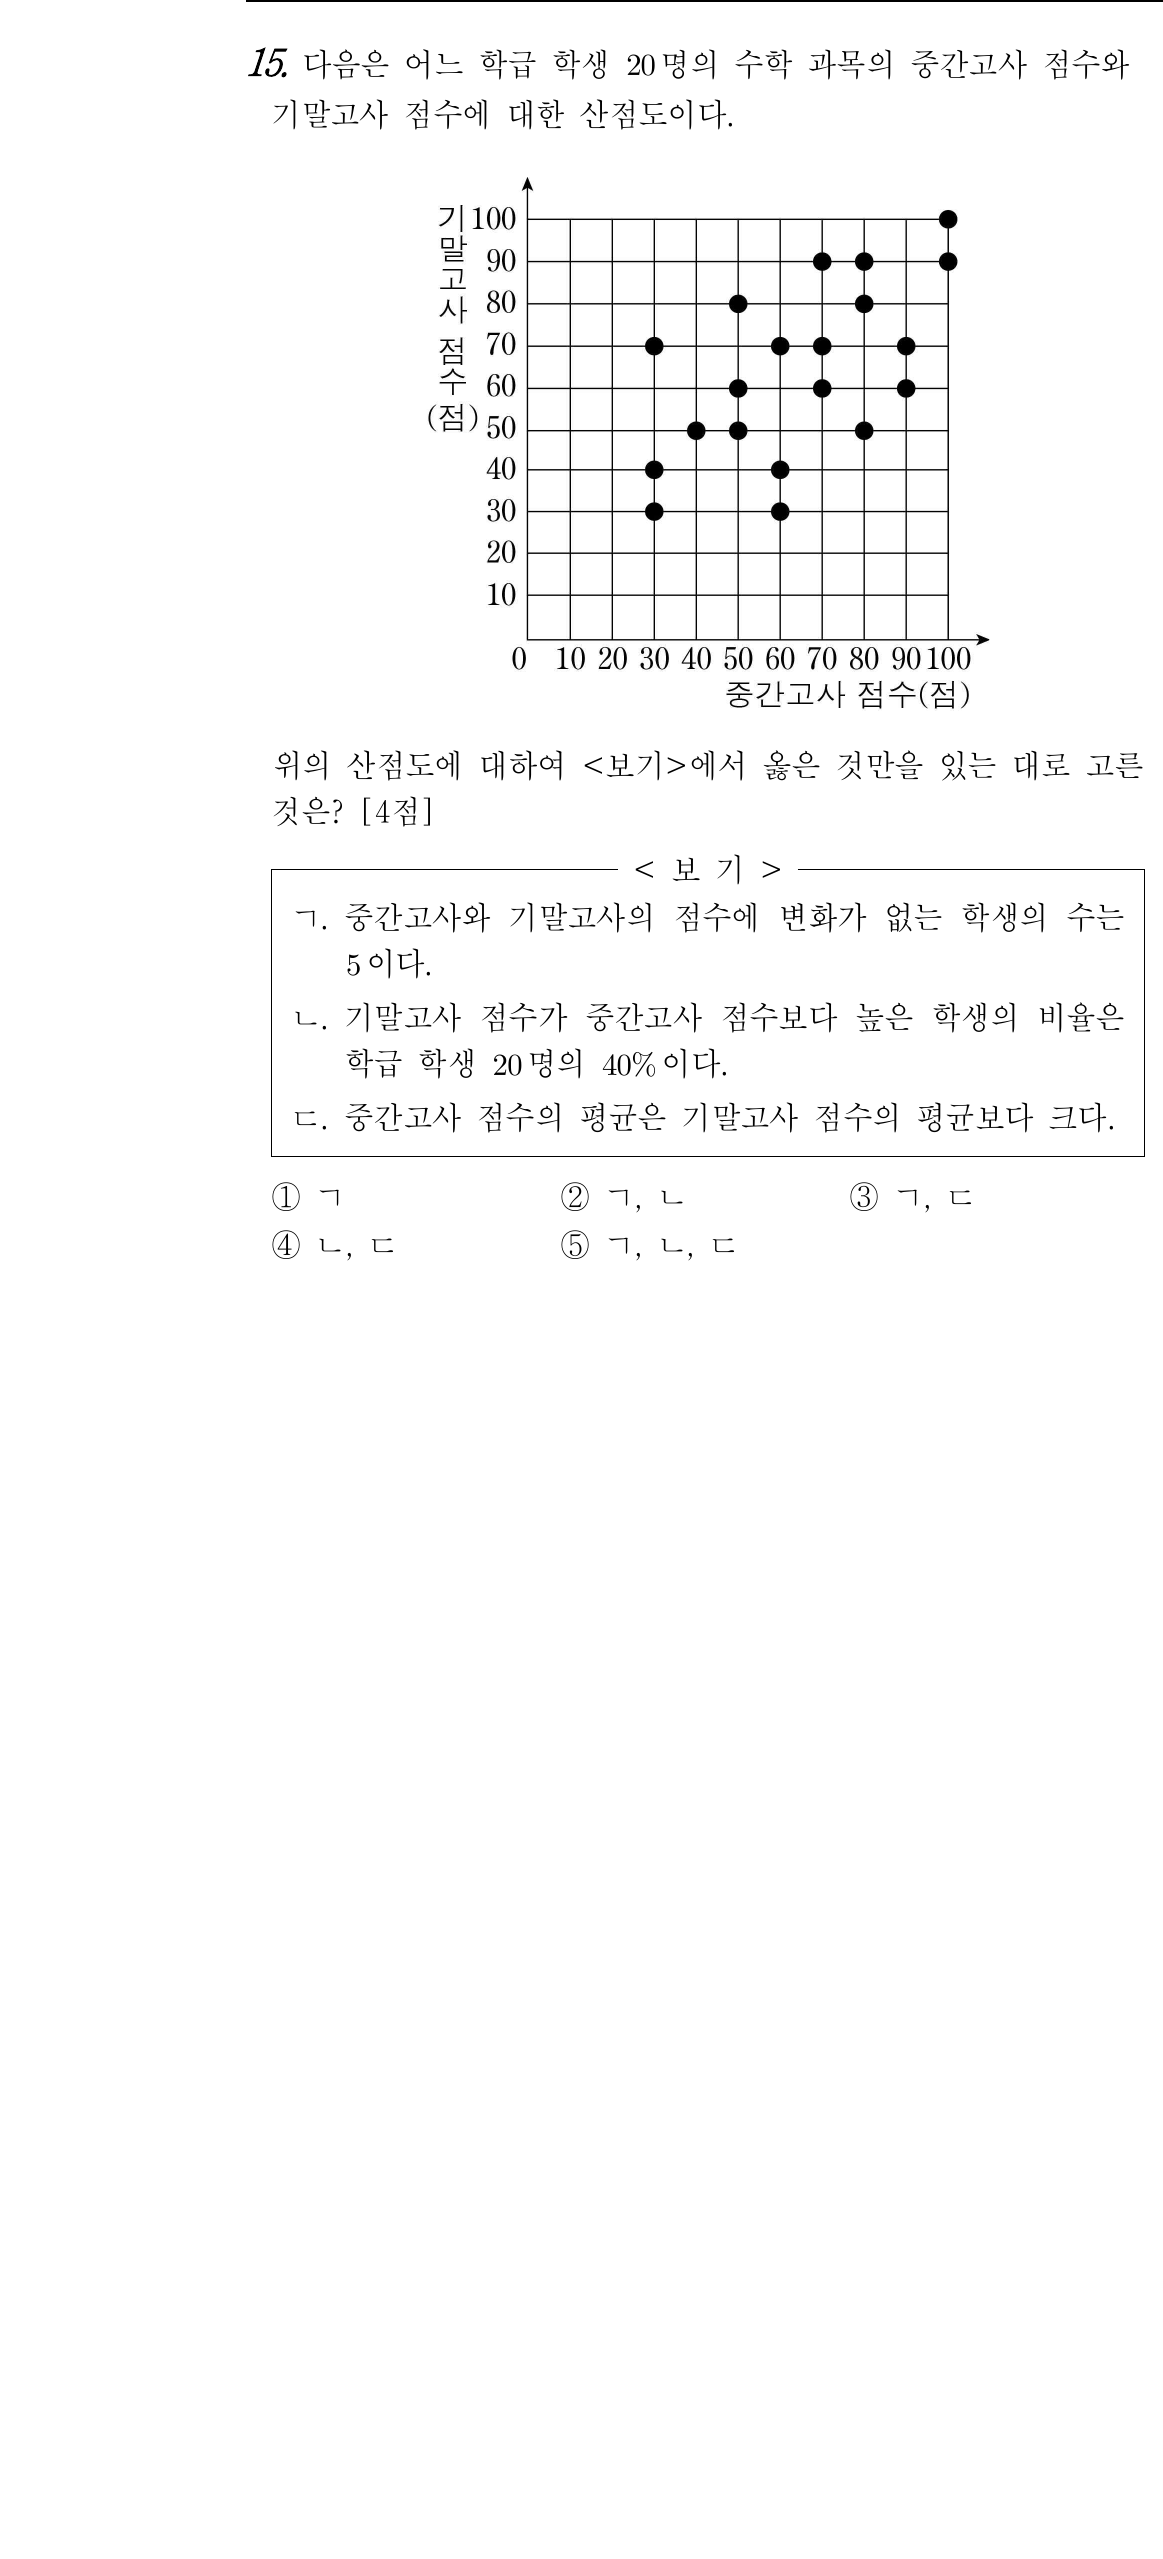 15. 다음은 어느 학급 학생 20명의 수학 과목의 중간고사 점수와
기말고사 점수에 대한 산점도이다.
기말고사 점수(점)
100
90
80
70
60
50
40
30
20
10
0 10 20 30 40 50 60 70 80 90 100
중간고사 점수(점)
위의 산점도에 대하여 <보기>에서 옳은 것만을 있는 대로 고른
것은? [4점]
< 보 기 >
ㄱ. 중간고사와 기말고사의 점수에 변화가 없는 학생의 수는
5이다.
ㄴ. 기말고사 점수가 중간고사 점수보다 높은 학생의 비율은
학급 학생 20명의 40%이다.
ㄷ. 중간고사 점수의 평균은 기말고사 점수의 평균보다 크다.
① ㄱ ② ㄱ, ㄴ ③ ㄱ, ㄷ
④ ㄴ, ㄷ ⑤ ㄱ, ㄴ, ㄷ